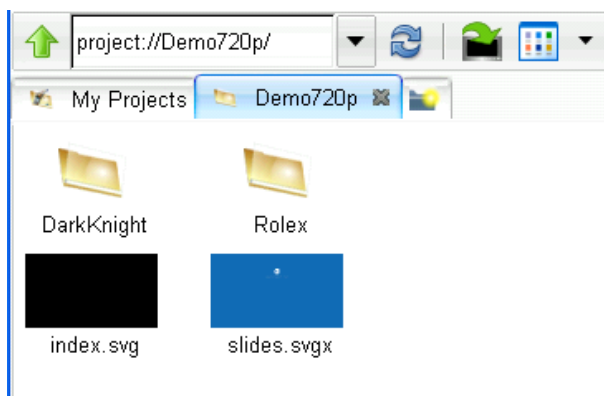 project://Demo720p/
My Projects Demo720p
DarkKnight Rolex
index.svg slides.svgx